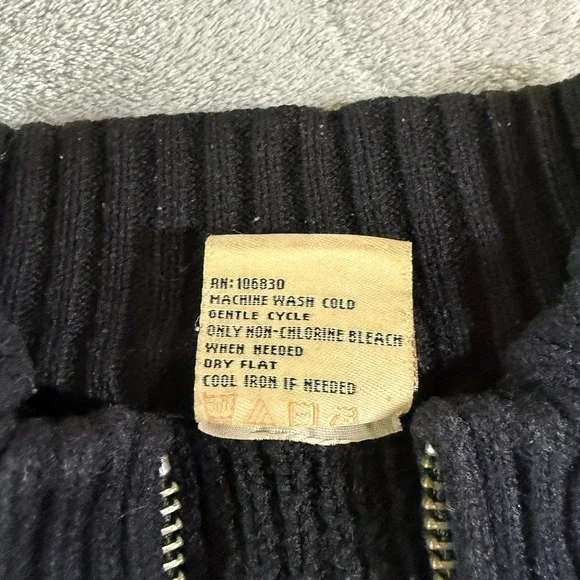 RN:106830
MACHINE WASH COLD
GENTLE CYCLE
ONLY NON-CHLORINE BLEACH
WHEN NEEDED
DRY FLAT
COOL IRON IF NEEDED